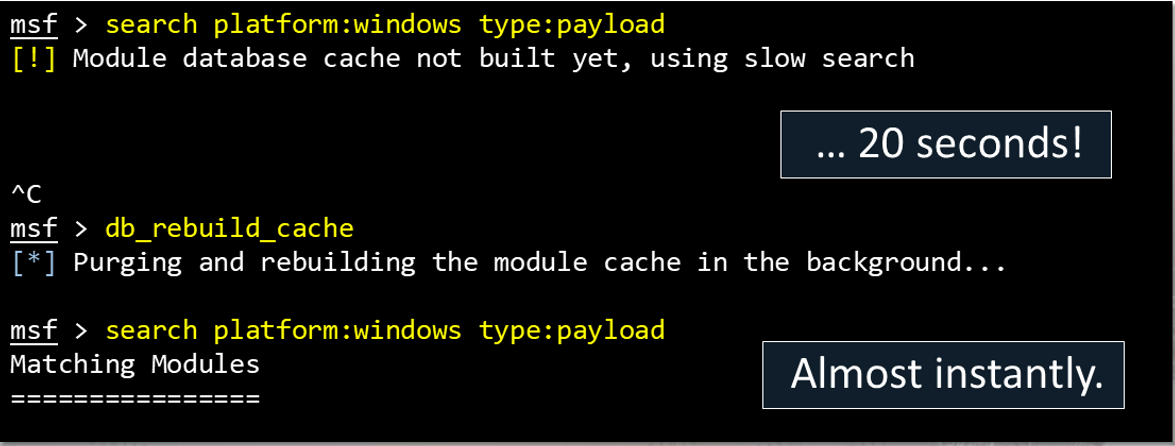 msf > search platform:windows type:payload
[!] Module database cache not built yet, using slow search
... 20 seconds!
^C
msf > db_rebuild_cache
[*] Purging and rebuilding the module cache in the background...
msf > search platform:windows type:payload
Matching Modules
================
Almost instantly.